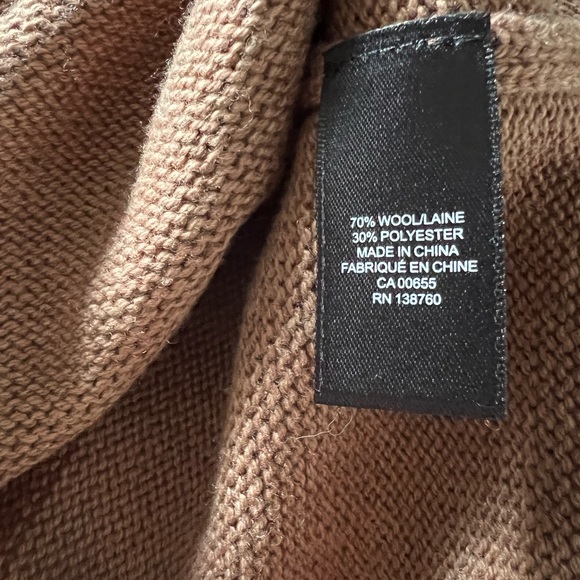 70% WOOL/LAINE
30% POLYESTER
MADE IN CHINA
FABRIQUÉ EN CHINE
CA 00655
RN 138760